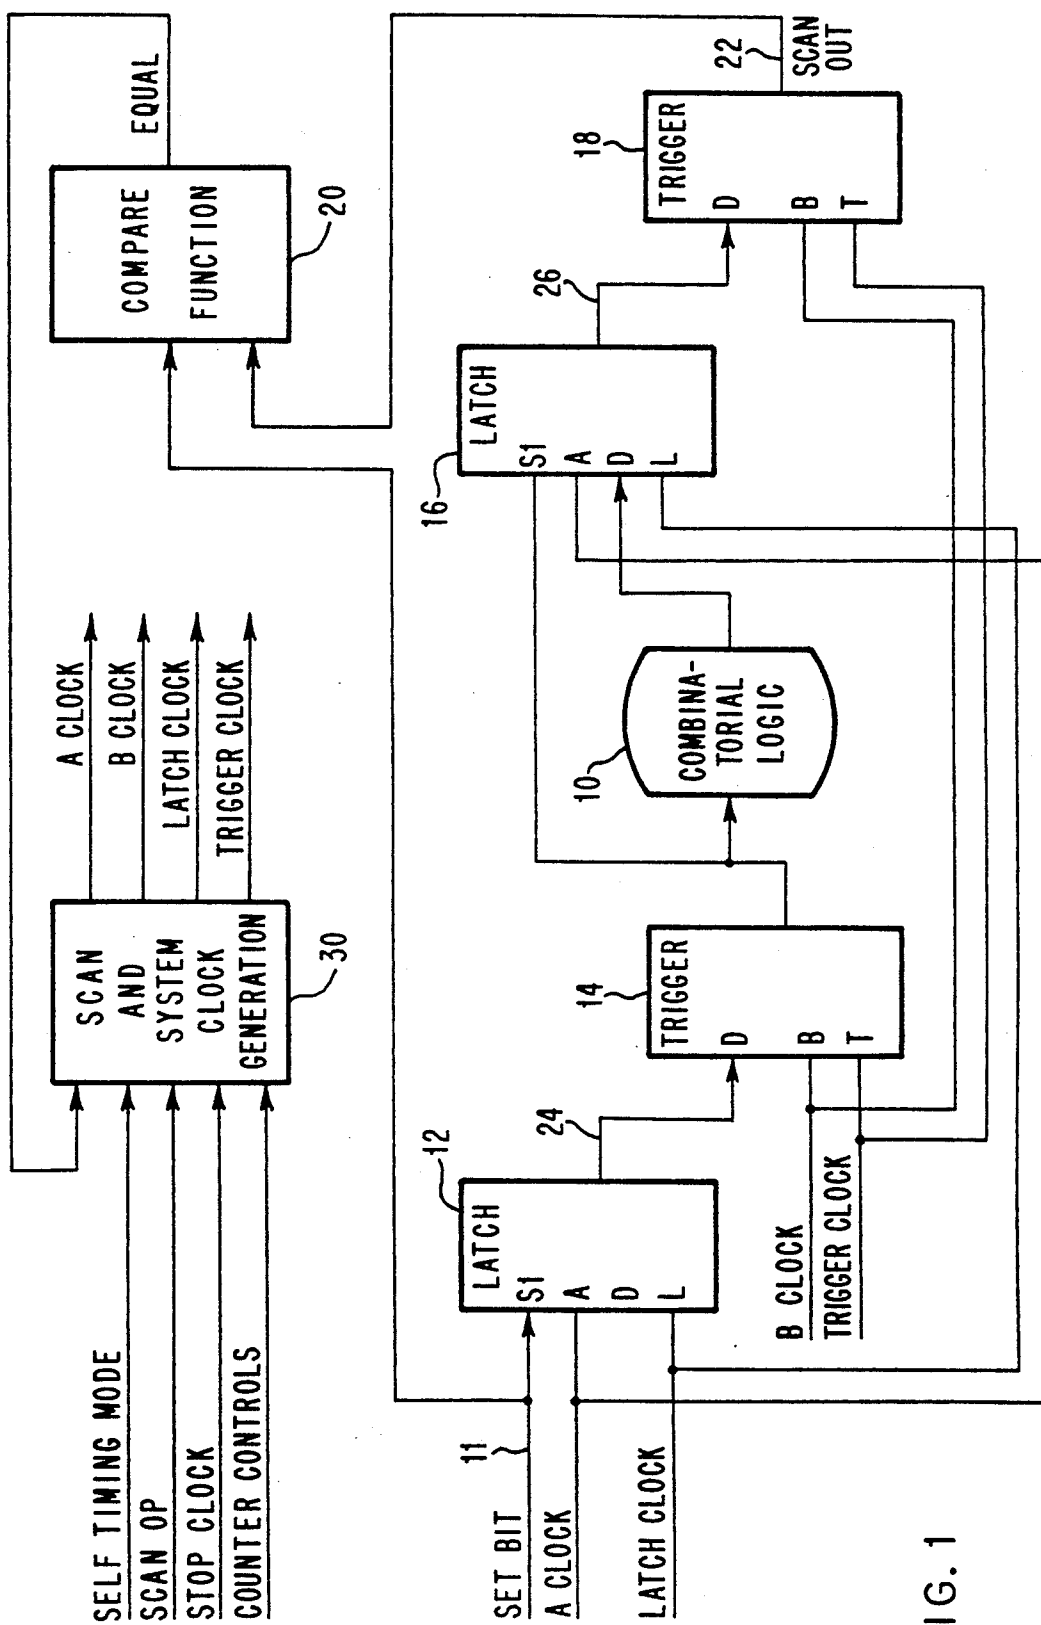 SELF TIMING MODE
SCAN OP
STOP CLOCK
COUNTER CONTROLS
SCAN
AND
SYSTEM
CLOCK
GENERATION
30
A CLOCK
B CLOCK
LATCH CLOCK
TRIGGER CLOCK
COMPARE
FUNCTION
20
EQUAL
SET BIT
11
A CLOCK
LATCH CLOCK
LATCH
12
S1
A
D
L
24
B CLOCK
TRIGGER CLOCK
TRIGGER
14
D
B
T
10
COMBINA-
TORIAL
LOGIC
LATCH
16
S1
A
D
L
26
TRIGGER
18
D
B
T
22
SCAN
OUT
IG. 1